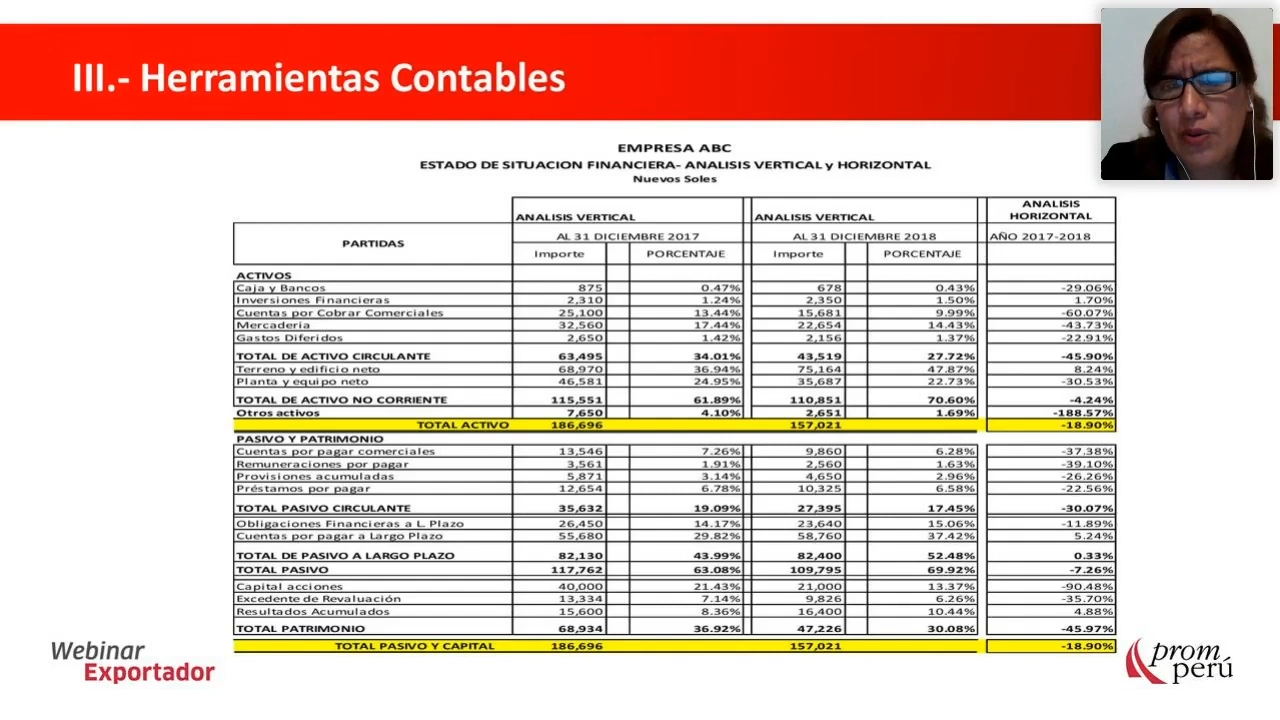 III.- Herramientas Contables
EMPRESA ABC
ESTADO DE SITUACION FINANCIERA- ANALISIS VERTICAL y HORIZONTAL
Nuevos Soles
ANALISIS VERTICAL ANALISIS VERTICAL ANALISIS HORIZONTAL
PARTIDAS AL 31 DICIEMBRE 2017 AL 31 DICIEMBRE 2018 AÑO 2017-2018
Importe PORCENTAJE Importe PORCENTAJE
ACTIVOS
Caja y Bancos 875 0.47% 678 0.43% -29.06%
Inversiones Financieras 2,310 1.24% 2,350 1.50% 1.70%
Cuentas por Cobrar Comerciales 25,100 13.44% 15,681 9.99% -60.07%
Mercaderia 32,560 17.44% 22,654 14.43% -43.73%
Gastos Diferidos 2,650 1.42% 2,156 1.37% -22.91%
TOTAL DE ACTIVO CIRCULANTE 63,495 34.01% 43,519 27.72% -45.90%
Terreno y edificio neto 68,970 36.94% 75,164 47.87% 8.24%
Planta y equipo neto 46,581 24.95% 35,687 22.73% -30.53%
TOTAL DE ACTIVO NO CORRIENTE 115,551 61.89% 110,851 70.60% -4.24%
Otros activos 7,650 4.10% 2,651 1.69% -188.57%
TOTAL ACTIVO 186,696 157,021 -18.90%
PASIVO Y PATRIMONIO
Cuentas por pagar comerciales 13,546 7.26% 9,860 6.28% -37.38%
Remuneraciones por pagar 3,561 1.91% 2,560 1.63% -39.10%
Provisiones acumuladas 5,871 3.14% 4,650 2.96% -26.26%
Préstamos por pagar 12,654 6.78% 10,325 6.58% -22.56%
TOTAL PASIVO CIRCULANTE 35,632 19.09% 27,395 17.45% -30.07%
Obligaciones Financieras a L. Plazo 26,450 14.17% 23,640 15.06% -11.89%
Cuentas por pagar a Largo Plazo 55,680 29.82% 58,760 37.42% 5.24%
TOTAL DE PASIVO A LARGO PLAZO 82,130 43.99% 82,400 52.48% 0.33%
TOTAL PASIVO 117,762 63.08% 109,795 69.92% -7.26%
Capital acciones 40,000 21.43% 21,000 13.37% -90.48%
Excedente de Revaluación 13,334 7.14% 9,826 6.26% -35.70%
Resultados Acumulados 15,600 8.36% 16,400 10.44% 4.88%
TOTAL PATRIMONIO 68,934 36.92% 47,226 30.08% -45.97%
TOTAL PASIVO Y CAPITAL 186,696 157,021 -18.90%
Webinar
Exportador
prom
perú